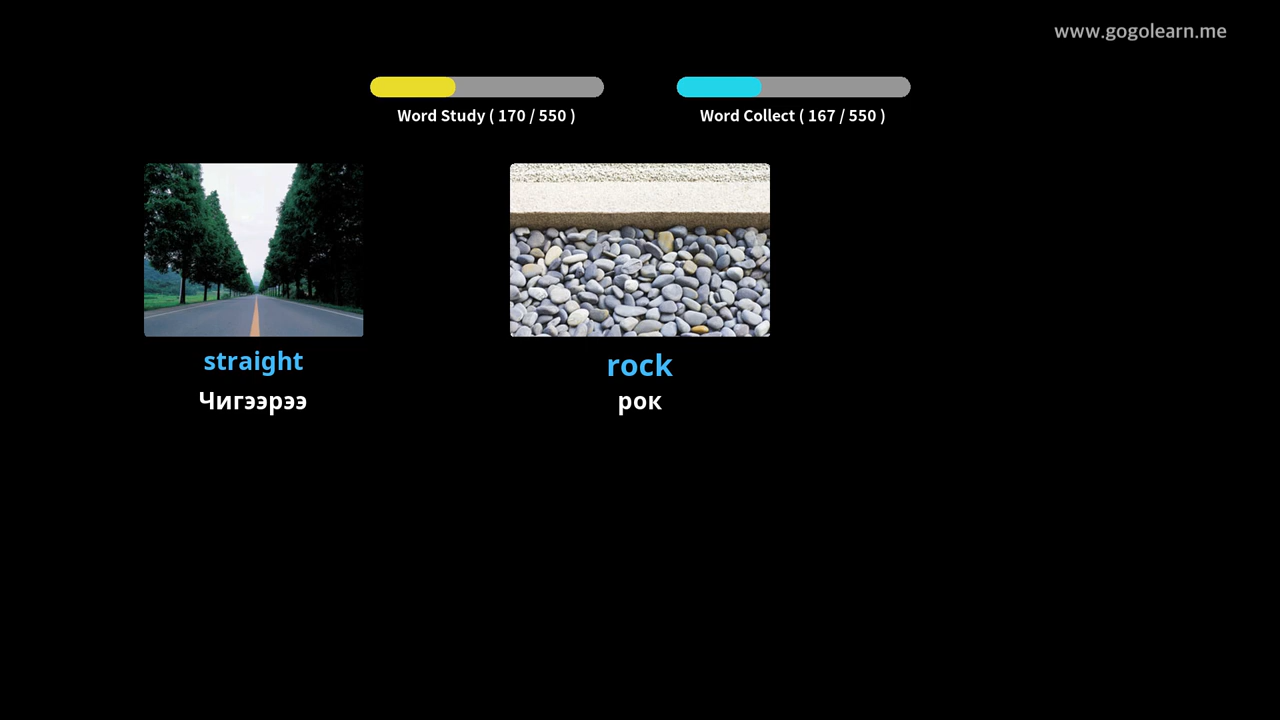 www.gogolearn.me
Word Study ( 170 / 550 )
Word Collect ( 167 / 550 )
straight
Чигээрээ
rock
рок